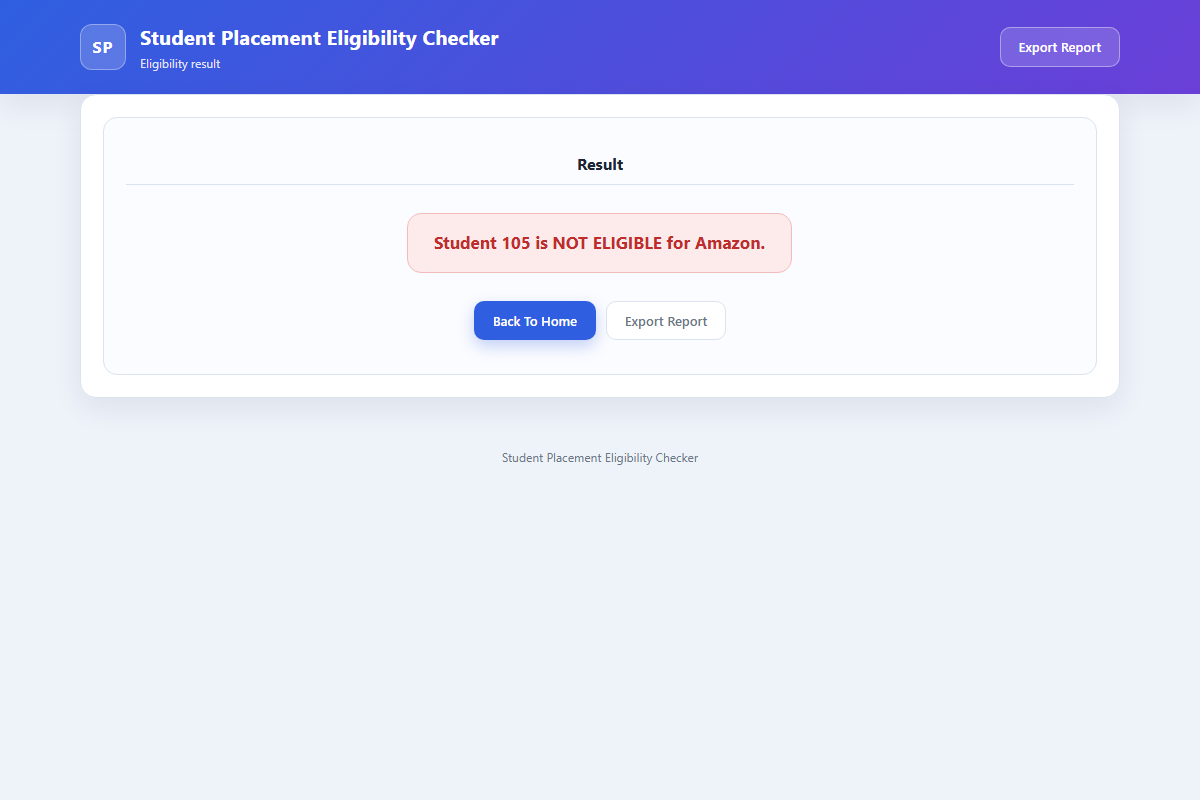 SP
Student Placement Eligibility Checker
Eligibility result
Export Report
Result
Student 105 is NOT ELIGIBLE for Amazon.
Back To Home
Export Report
Student Placement Eligibility Checker